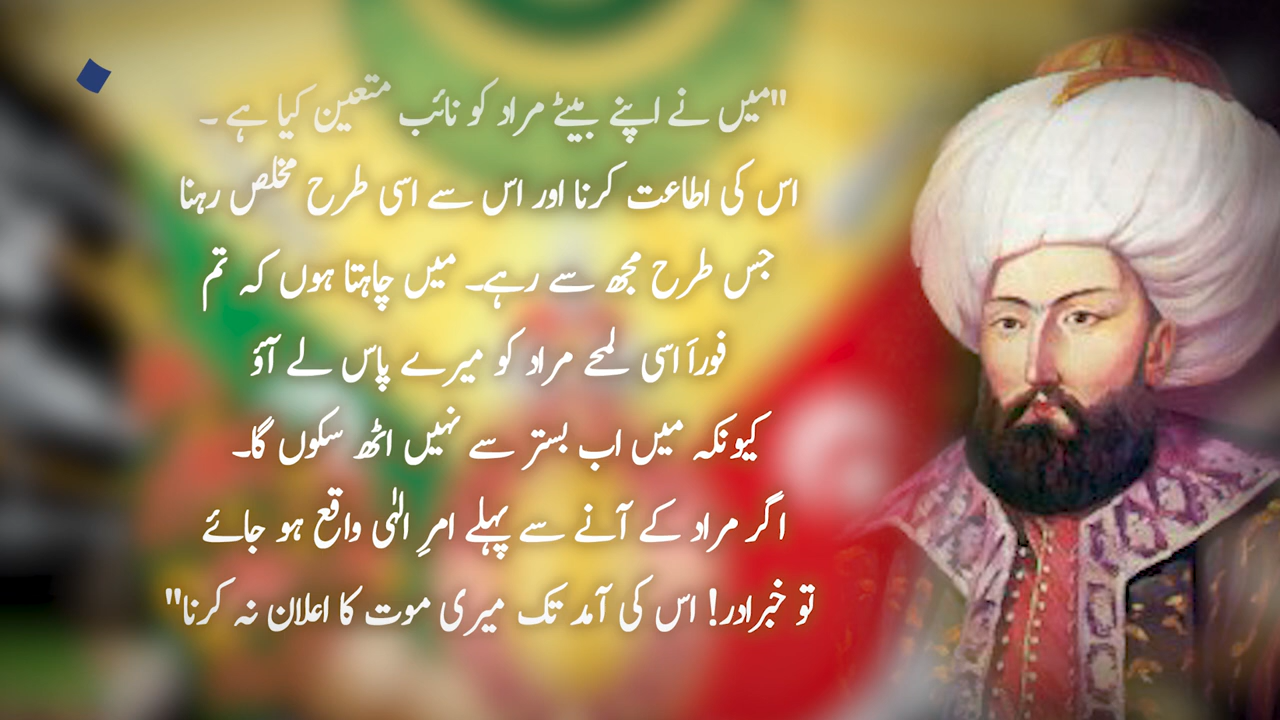 "میں نے اپنے بیٹے مراد کو نائب متعین کیا ہے ۔
اس کی اطاعت کرنا اور اس سے اسی طرح مخلص رہنا
جس طرح مجھ سے رہے۔ میں چاہتا ہوں کہ تم
فوراَ اسی لمحے مراد کو میرے پاس لے آؤ
کیونکہ میں اب بستر سے نہیں اٹھ سکوں گا۔
اگر مراد کے آنے سے پہلے امرِ الٰہی واقع ہو جائے
تو خبرادر! اس کی آمد تک میری موت کا اعلان نہ کرنا"